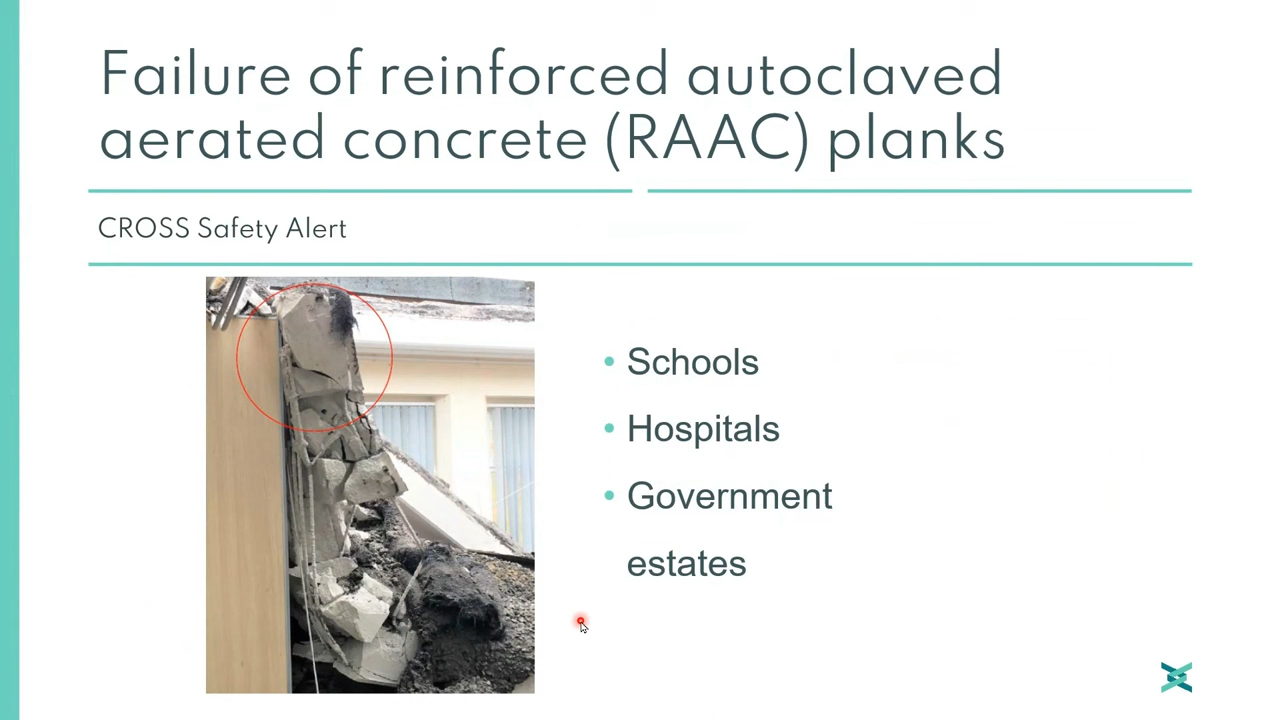 Failure of reinforced autoclaved
aerated concrete (RAAC) planks
CROSS Safety Alert
• Schools
• Hospitals
• Government
estates